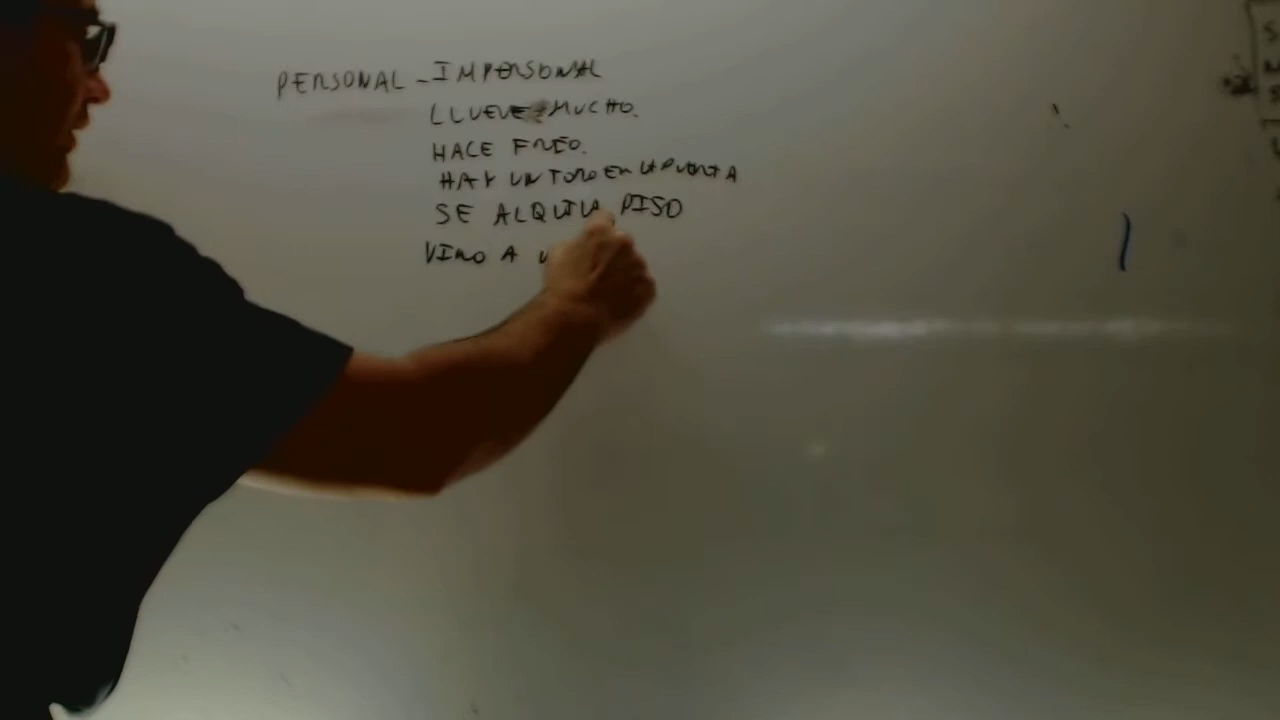 PERSONAL - IMPERSONAL
LLUEVE MUCHO.
HACE FRÍO.
HAY UN TORO EN LA PUERTA
SE ALQUILA PISO
VINO A